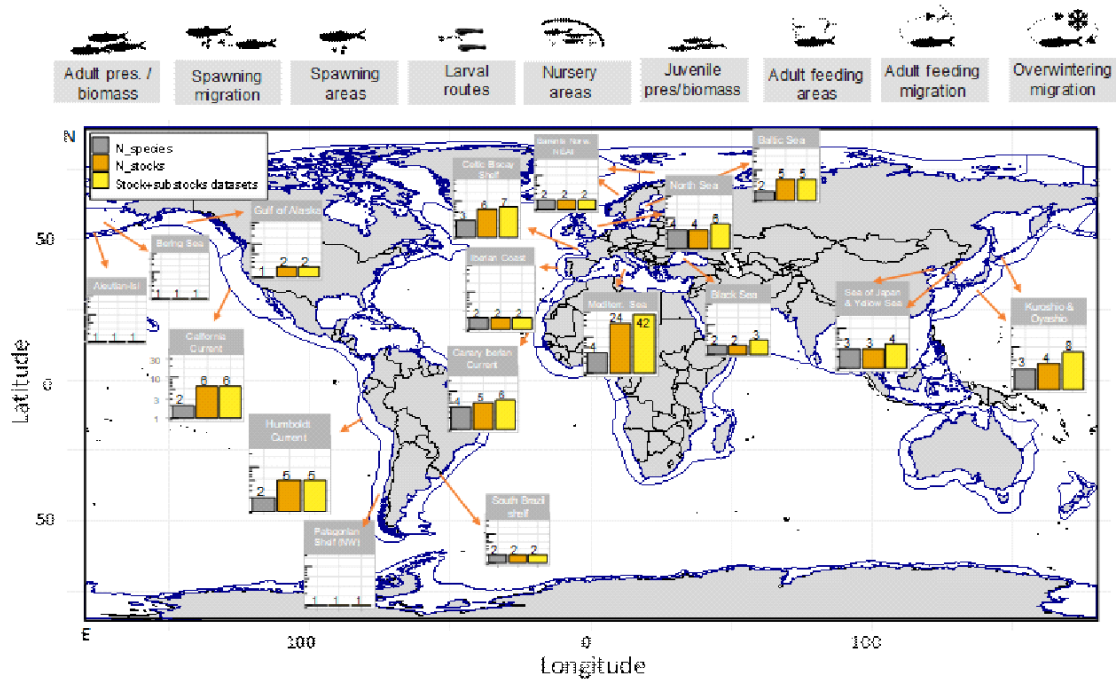 Adult pres. /
biomass
Spawning
migration
Spawning
areas
Larval
routes
Nursery
areas
Juvenile
pres/biomass
Adult feeding
areas
Adult feeding
migration
Overwintering
migration
N
N_species
N_stocks
Stock+substocks datasets
Baltic Sea
2 5 5
Celtic Biscay
Shelf
3 6 7
2 2 2
North Sea
4 4 6
Gulf of Alaska
1 2 2
Bering Sea
1 1 1
1 1 1
Iberian Coast
2 2 2
Mediterr. Sea
4 24 42
Black Sea
2 2 3
Sea of Japan
& Yellow Sea
3 3 4
Kuroshio &
Oyashio
3 4 8
California
Current
30
10
3
1
2 6 6
Canary Iberian
Current
4 5 6
Humboldt
Current
2 5 5
South Brazil
shelf
2 2 2
Patagonian
Shelf (NW)
1 1 1
50
0
50
Latitude
E
100
0
100
Longitude